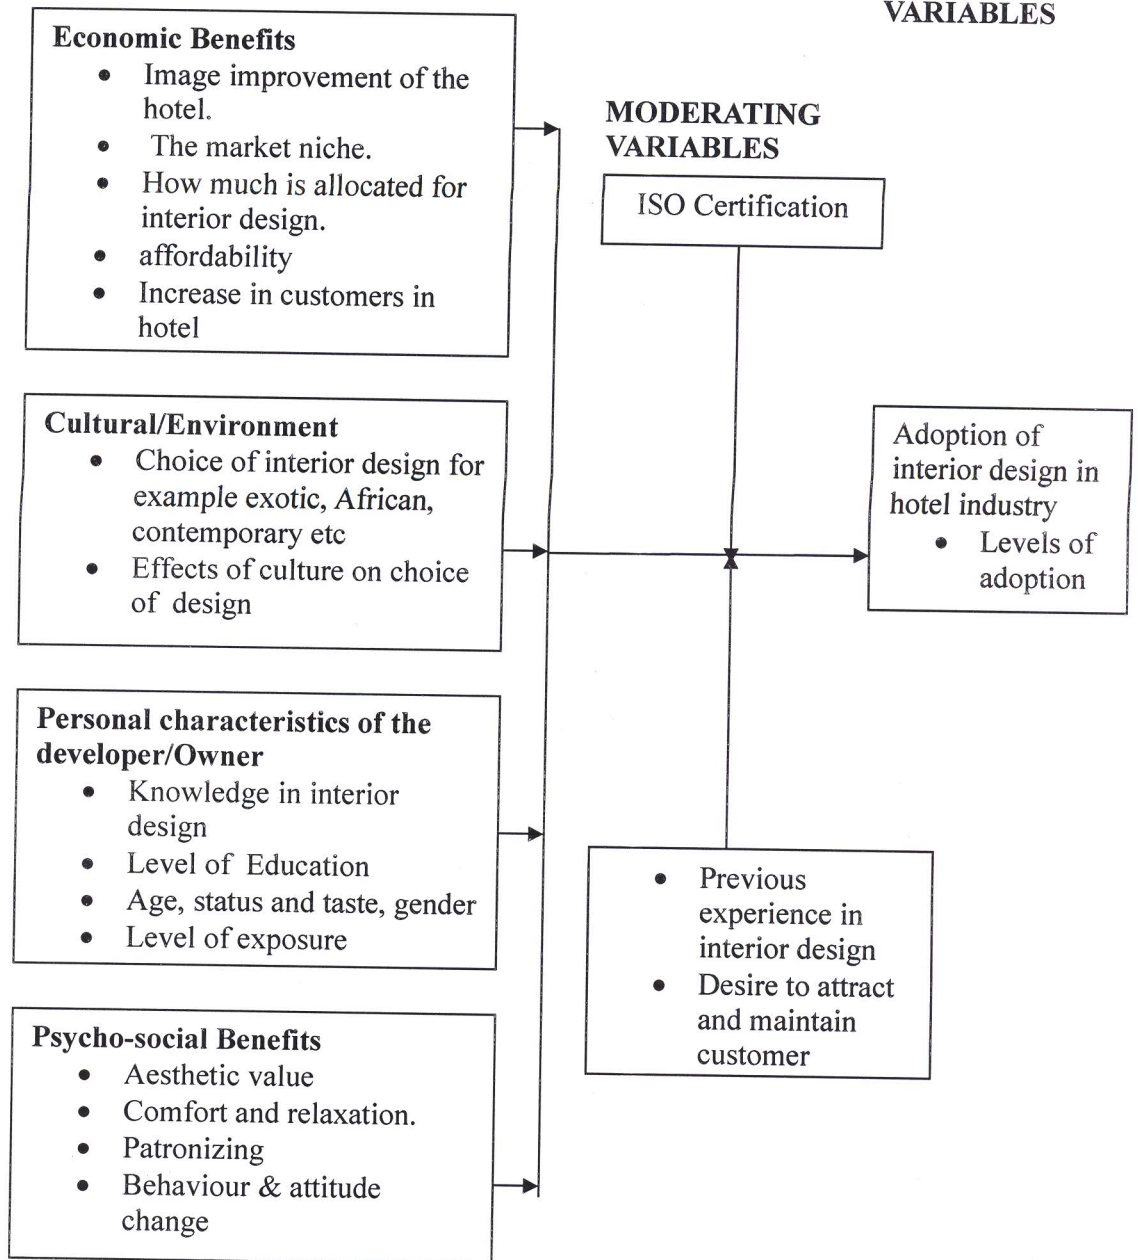 VARIABLES
Economic Benefits
• Image improvement of the
hotel.
• The market niche.
• How much is allocated for
interior design.
• affordability
• Increase in customers in
hotel
MODERATING
VARIABLES
ISO Certification
Cultural/Environment
• Choice of interior design for
example exotic, African,
contemporary etc
• Effects of culture on choice
of design
Adoption of
interior design in
hotel industry
• Levels of
adoption
Personal characteristics of the
developer/Owner
• Knowledge in interior
design
• Level of Education
• Age, status and taste, gender
• Level of exposure
• Previous
experience in
interior design
• Desire to attract
and maintain
customer
Psycho-social Benefits
• Aesthetic value
• Comfort and relaxation.
• Patronizing
• Behaviour & attitude
change